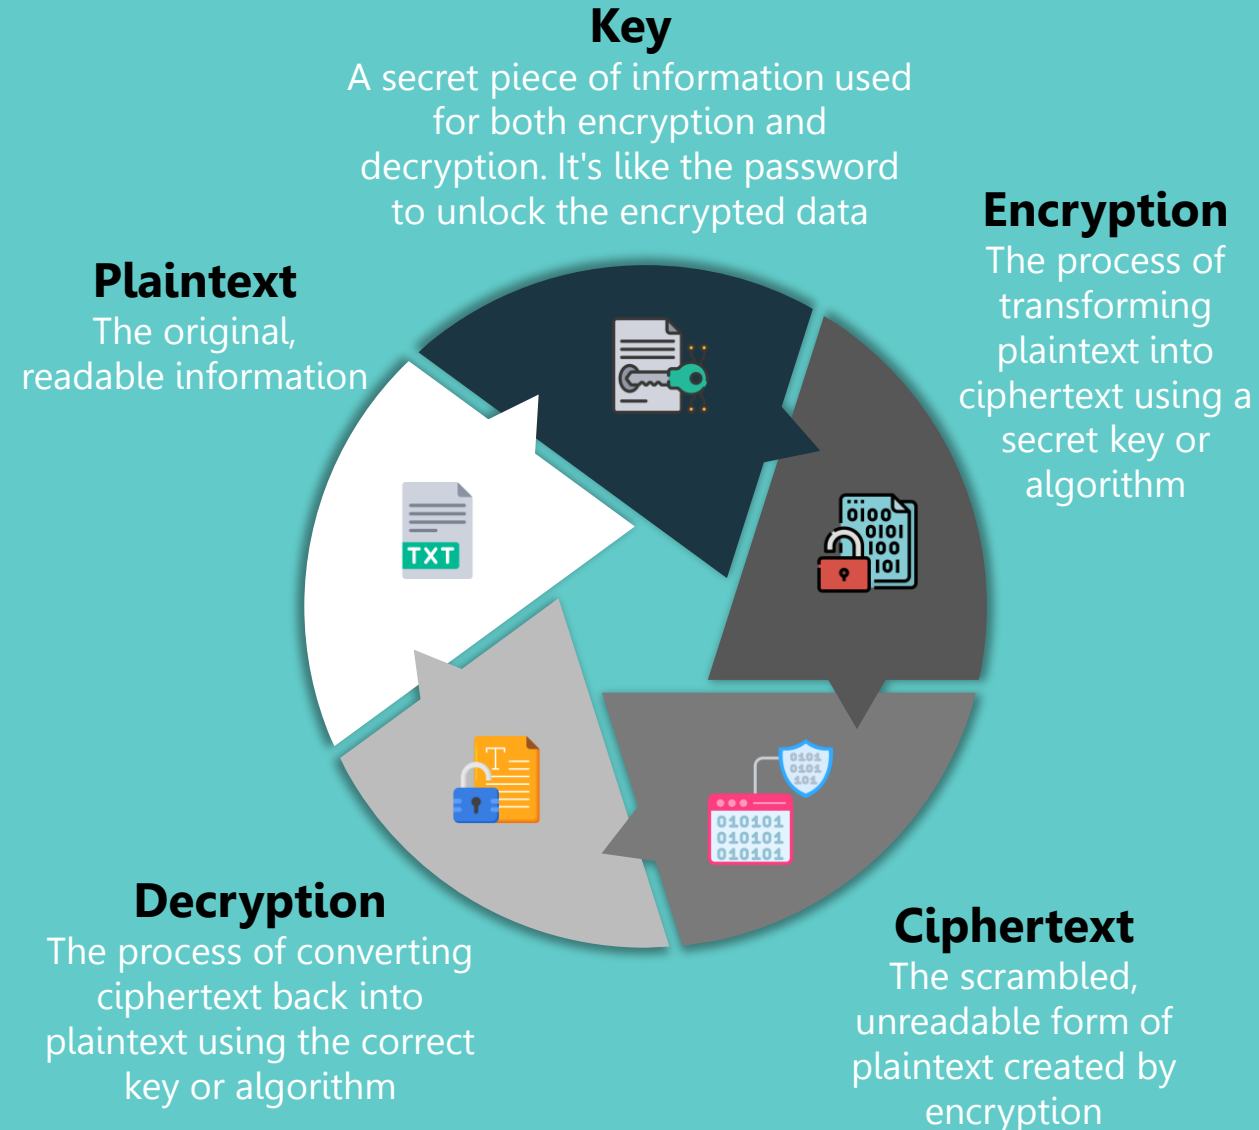 Key
A secret piece of information used
for both encryption and
decryption. It's like the password
to unlock the encrypted data
Encryption
The process of
transforming
plaintext into
ciphertext using a
secret key or
algorithm
Plaintext
The original,
readable information
TXT
0100
0101
100
101
0101
0101
101
010101
010101
010101
T
Decryption
The process of converting
ciphertext back into
plaintext using the correct
key or algorithm
Ciphertext
The scrambled,
unreadable form of
plaintext created by
encryption